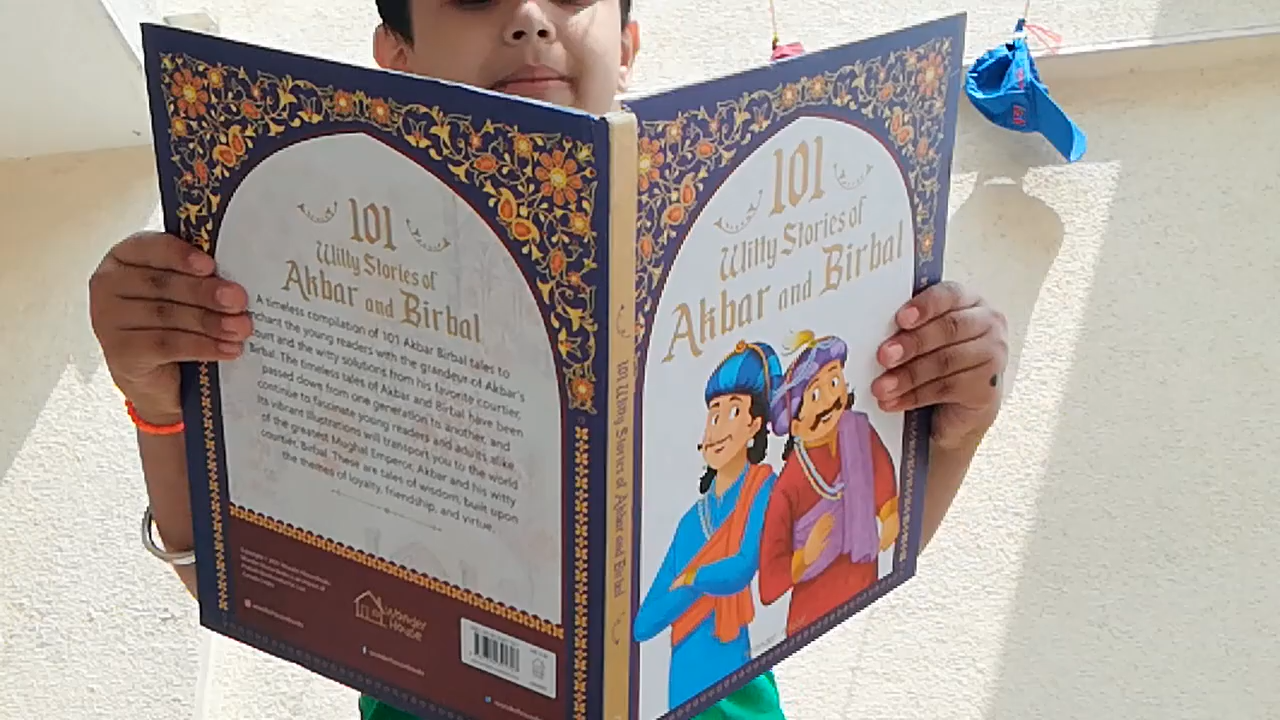 101
Witty Stories of
Akbar and Birbal
A timeless compilation of 101 Akbar Birbal tales to
enchant the young readers with the grandeur of Akbar's
court and the witty solutions from his favorite courtier,
Birbal. The timeless tales of Akbar and Birbal have been
passed down from one generation to another, and
continue to fascinate young readers and adults alike.
Its vibrant illustrations will transport you to the world
of the greatest Mughal Emperor, Akbar and his witty
courtier, Birbal. These are tales of wisdom, built upon
the themes of loyalty, friendship, and virtue.
Wonder
House
101 Witty Stories of Akbar and Birbal
101
Witty Stories of
Akbar and Birbal